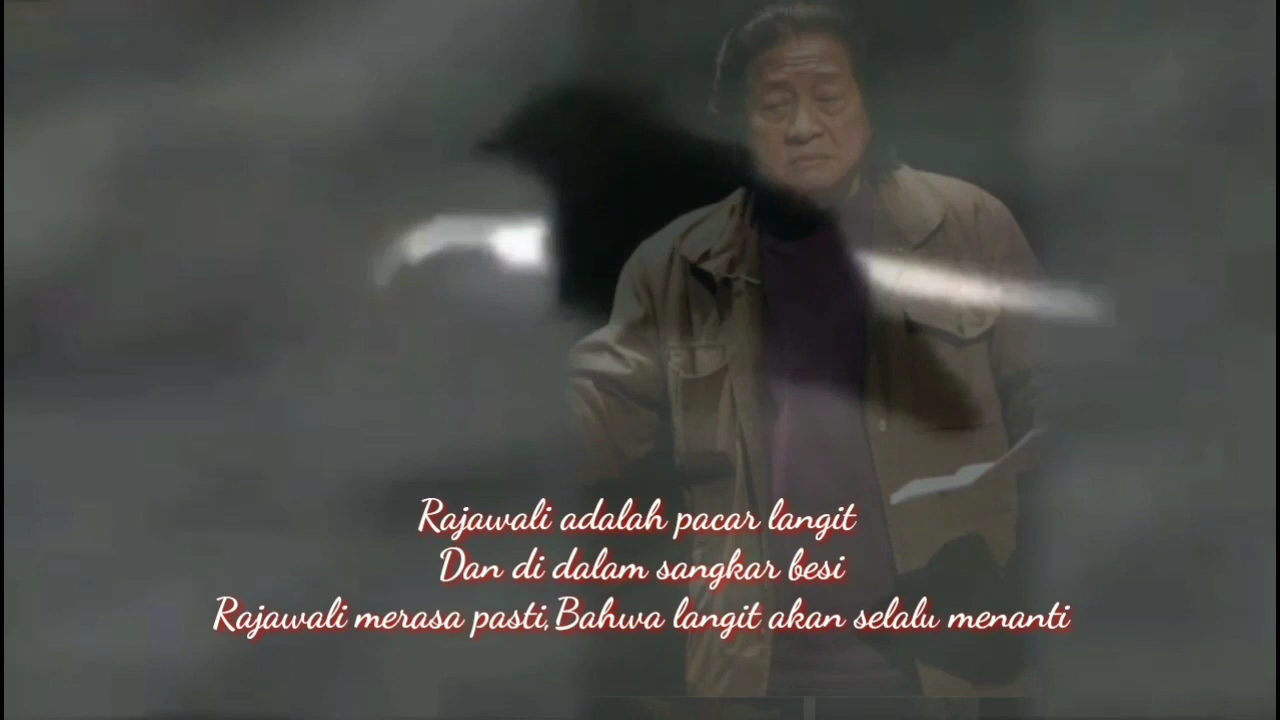 Rajawali adalah pacar langit
Dan di dalam sangkar besi
Rajawali merasa pasti, Bahwa langit akan selalu menanti